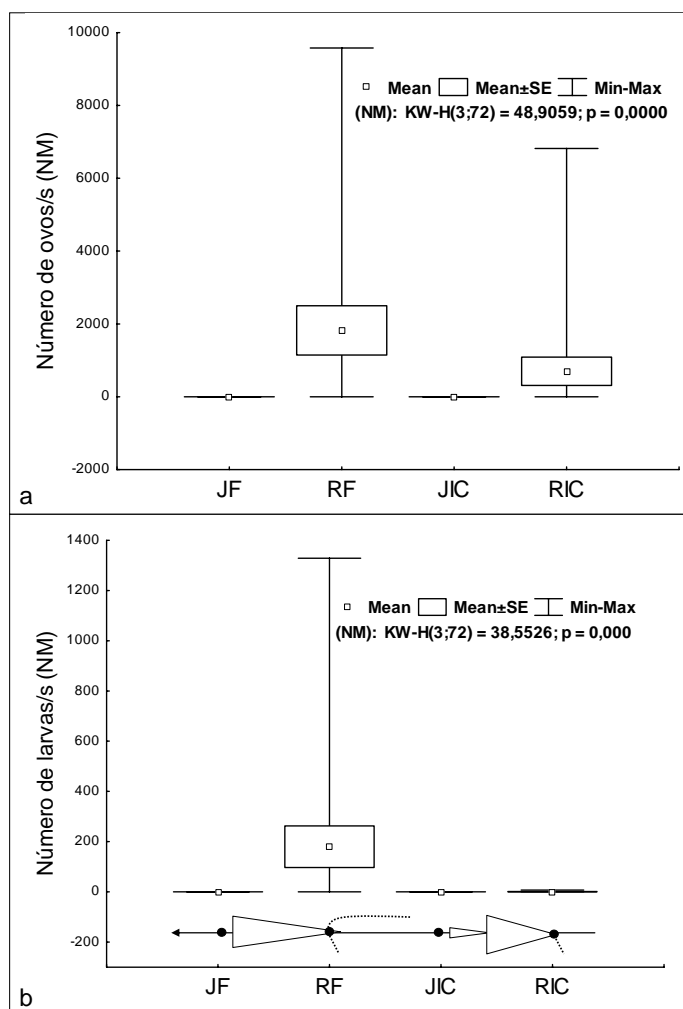 10000
8000
6000
4000
2000
0
-2000
Número de ovos/s (NM)
Mean Mean±SE Min-Max
(NM): KW-H(3;72) = 48,9059; p = 0,0000
JF RF JIC RIC
a
1400
1200
1000
800
600
400
200
0
-200
Número de larvas/s (NM)
Mean Mean±SE Min-Max
(NM): KW-H(3;72) = 38,5526; p = 0,000
JF RF JIC RIC
b